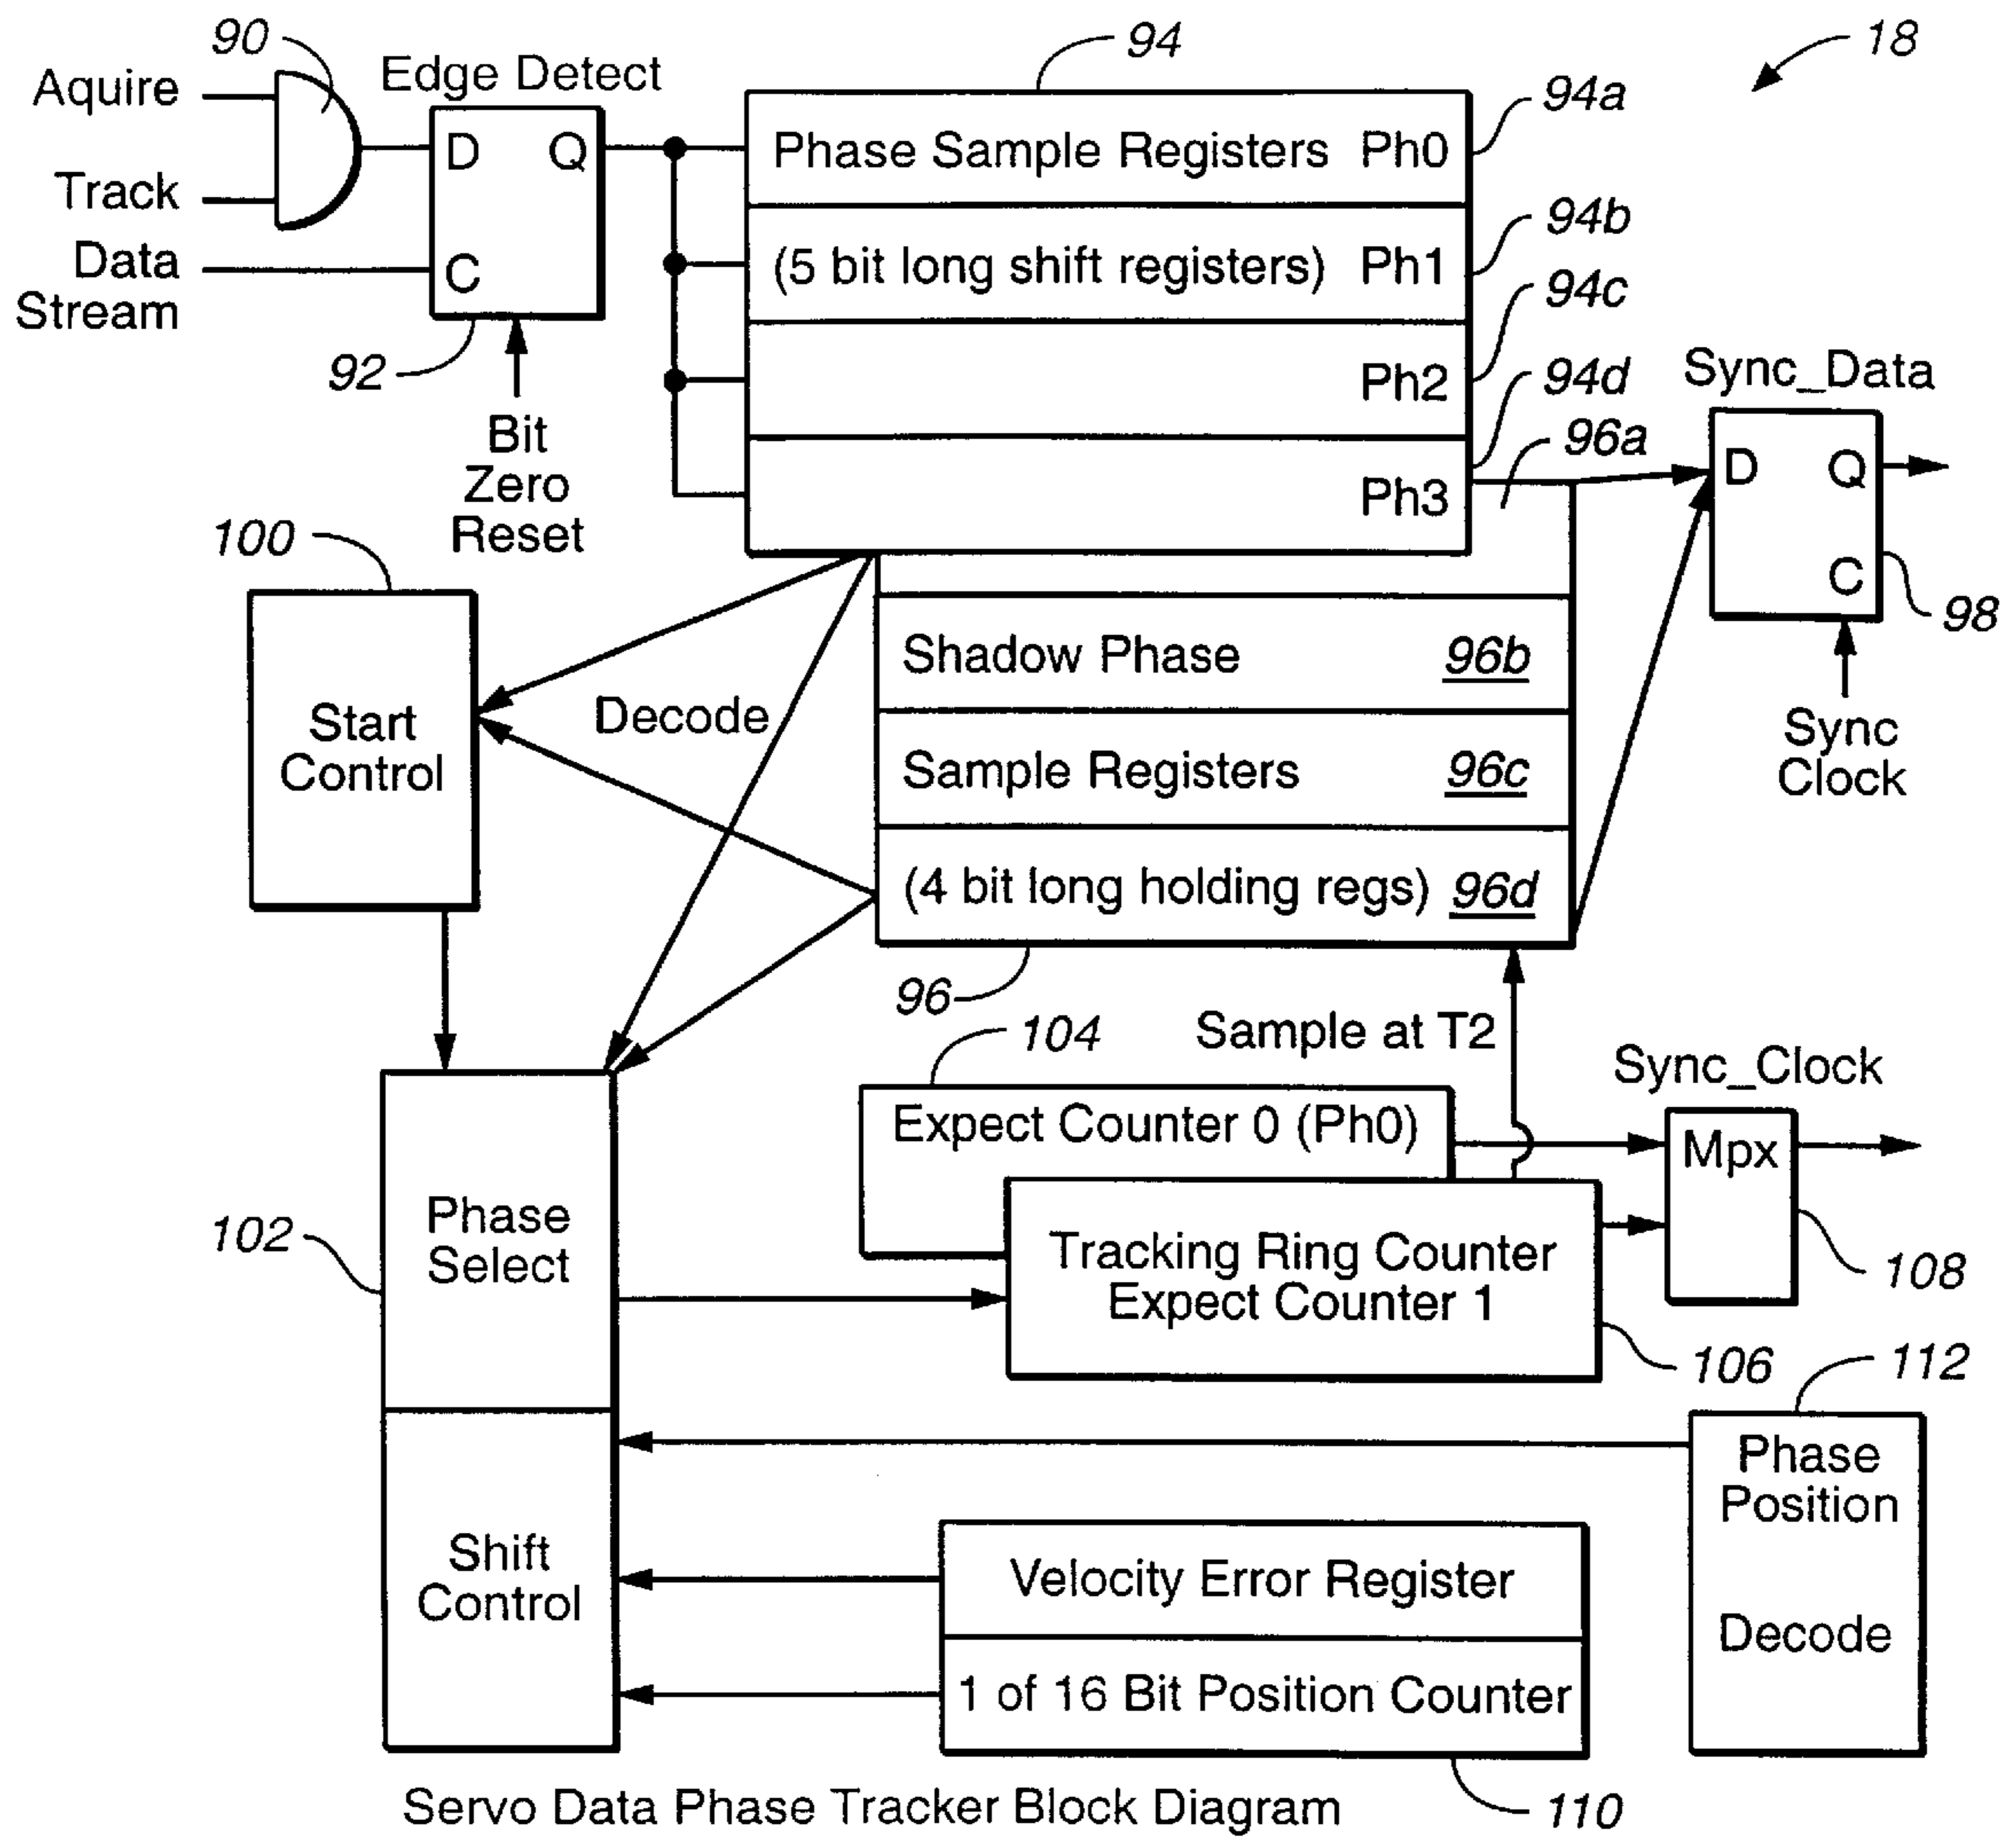 90
94
18
Aquire
Edge Detect
94a
D Q
Phase Sample Registers Ph0
Track
94b
Data
Stream
C
(5 bit long shift registers) Ph1
94c
92
Ph2
94d
Sync_Data
Bit
Zero
Reset
96a
Ph3
D Q
100
C
98
Start
Control
Decode
Shadow Phase 96b
Sync
Clock
Sample Registers 96c
(4 bit long holding regs) 96d
96
104
Sample at T2
Sync_Clock
Expect Counter 0 (Ph0)
Mpx
102
Phase
Select
Tracking Ring Counter
Expect Counter 1
108
106
112
Phase
Position
Decode
Shift
Control
Velocity Error Register
1 of 16 Bit Position Counter
Servo Data Phase Tracker Block Diagram
110